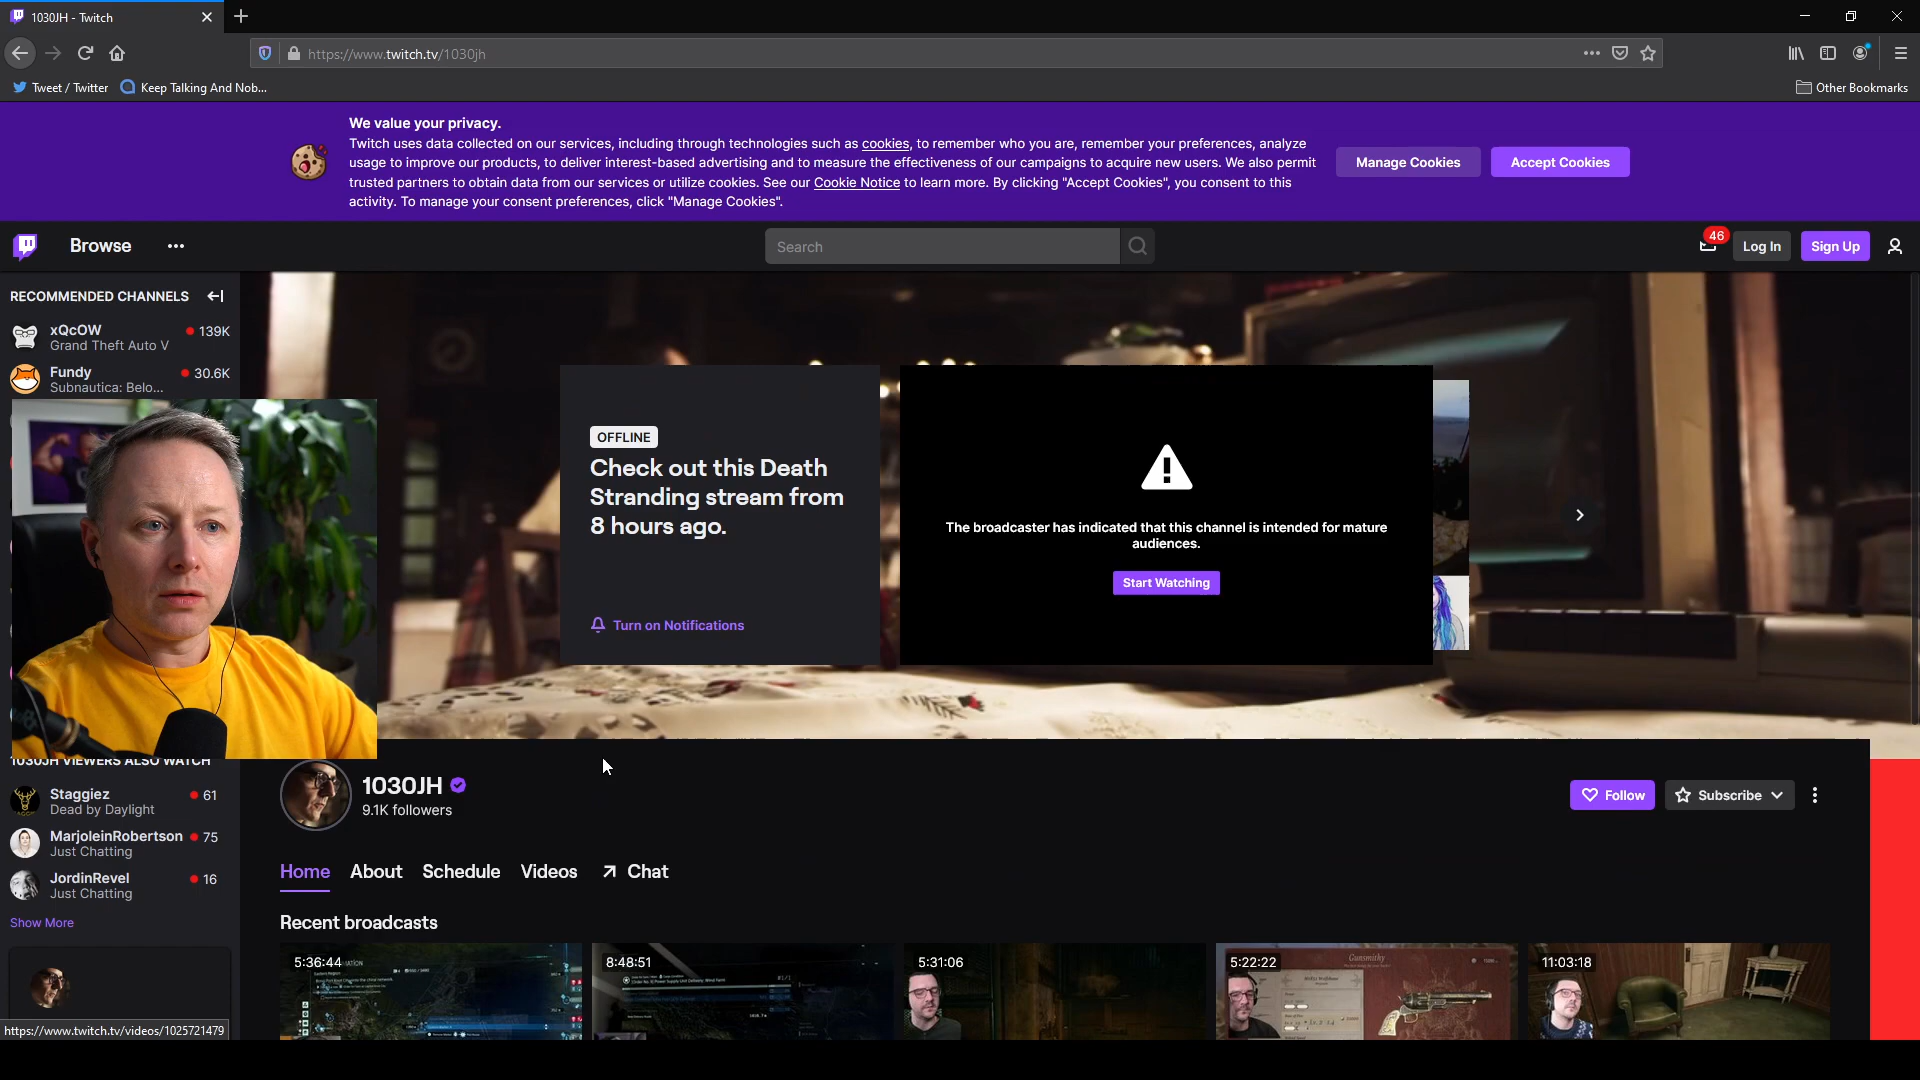 1030JH - Twitch
https://www.twitch.tv/1030jh
Tweet / Twitter
Keep Talking And Nob...
Other Bookmarks
We value your privacy.
Twitch uses data collected on our services, including through technologies such as cookies, to remember who you are, remember your preferences, analyze
usage to improve our products, to deliver interest-based advertising and to measure the effectiveness of our campaigns to acquire new users. We also permit
trusted partners to obtain data from our services or utilize cookies. See our Cookie Notice to learn more. By clicking "Accept Cookies", you consent to this
activity. To manage your consent preferences, click "Manage Cookies".
Manage Cookies
Accept Cookies
Browse
Search
46
Log In
Sign Up
RECOMMENDED CHANNELS
xQcOW
139K
Grand Theft Auto V
Fundy
30.6K
Subnautica: Belo...
OFFLINE
Check out this Death
Stranding stream from
8 hours ago.
Turn on Notifications
The broadcaster has indicated that this channel is intended for mature
audiences.
Start Watching
1030JH VIEWERS ALSO WATCH
Staggiez
61
Dead by Daylight
MarjoleinRobertson
75
Just Chatting
JordinRevel
16
Just Chatting
Show More
1030JH
9.1K followers
Follow
Subscribe
Home
About
Schedule
Videos
Chat
Recent broadcasts
5:36:44
8:48:51
5:31:06
5:22:22
Gunsmithy
11:03:18
https://www.twitch.tv/videos/1025721479